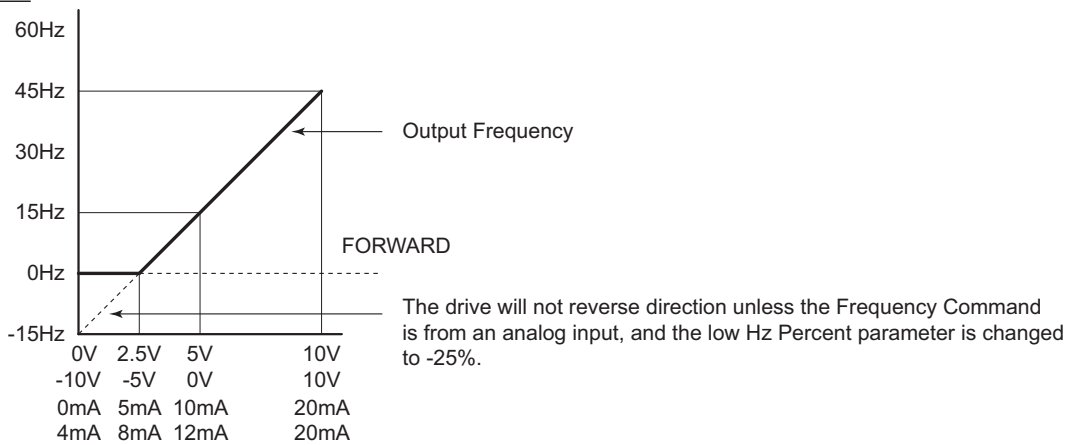 60Hz
45Hz
30Hz
15Hz
0Hz
-15Hz
Output Frequency
FORWARD
The drive will not reverse direction unless the Frequency Command
is from an analog input, and the low Hz Percent parameter is changed
to -25%.
0V 2.5V 5V 10V
-10V -5V 0V 10V
0mA 5mA 10mA 20mA
4mA 8mA 12mA 20mA